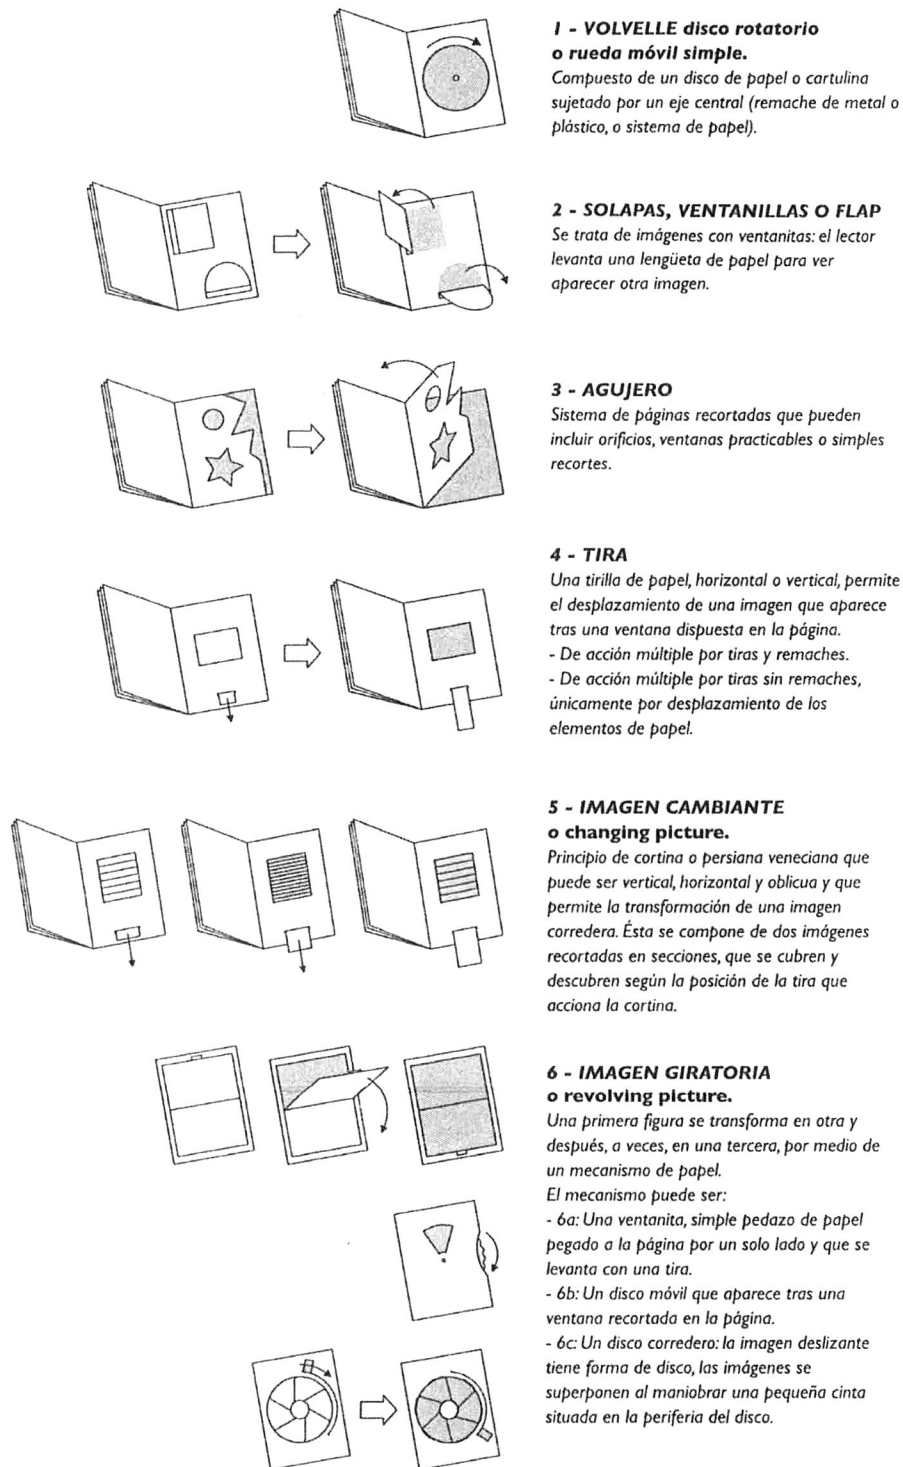 1 - VOLVELLE disco rotatorio
o rueda móvil simple.
Compuesto de un disco de papel o cartulina
sujetado por un eje central (remache de metal o
plástico, o sistema de papel).
2 - SOLAPAS, VENTANILLAS O FLAP
Se trata de imágenes con ventanitas: el lector
levanta una lengüeta de papel para ver
aparecer otra imagen.
3 - AGUJERO
Sistema de páginas recortadas que pueden
incluir orificios, ventanas practicables o simples
recortes.
4 - TIRA
Una tirilla de papel, horizontal o vertical, permite
el desplazamiento de una imagen que aparece
tras una ventana dispuesta en la página.
- De acción múltiple por tiras y remaches.
- De acción múltiple por tiras sin remaches,
únicamente por desplazamiento de los
elementos de papel.
5 - IMAGEN CAMBIANTE
o changing picture.
Principio de cortina o persiana veneciana que
puede ser vertical, horizontal y oblicua y que
permite la transformación de una imagen
corredera. Ésta se compone de dos imágenes
recortadas en secciones, que se cubren y
descubren según la posición de la tira que
acciona la cortina.
6 - IMAGEN GIRATORIA
o revolving picture.
Una primera figura se transforma en otra y
después, a veces, en una tercera, por medio de
un mecanismo de papel.
El mecanismo puede ser:
- 6a: Una ventanita, simple pedazo de papel
pegado a la página por un solo lado y que se
levanta con una tira.
- 6b: Un disco móvil que aparece tras una
ventana recortada en la página.
- 6c: Un disco corredero: la imagen deslizante
tiene forma de disco, las imágenes se
superponen al maniobrar una pequeña cinta
situada en la periferia del disco.